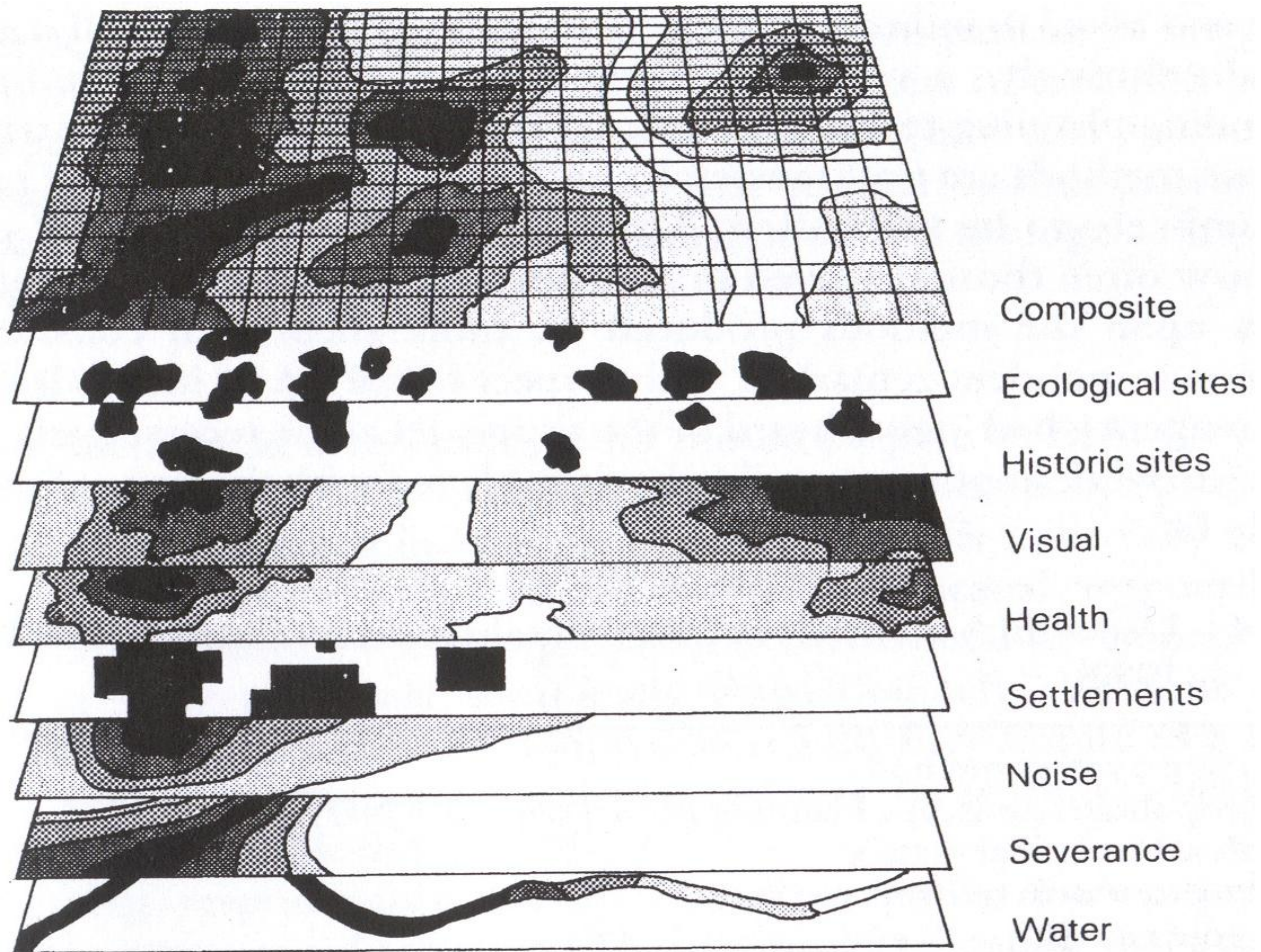 Composite
Ecological sites
Historic sites
Visual
Health
Settlements
Noise
Severance
Water